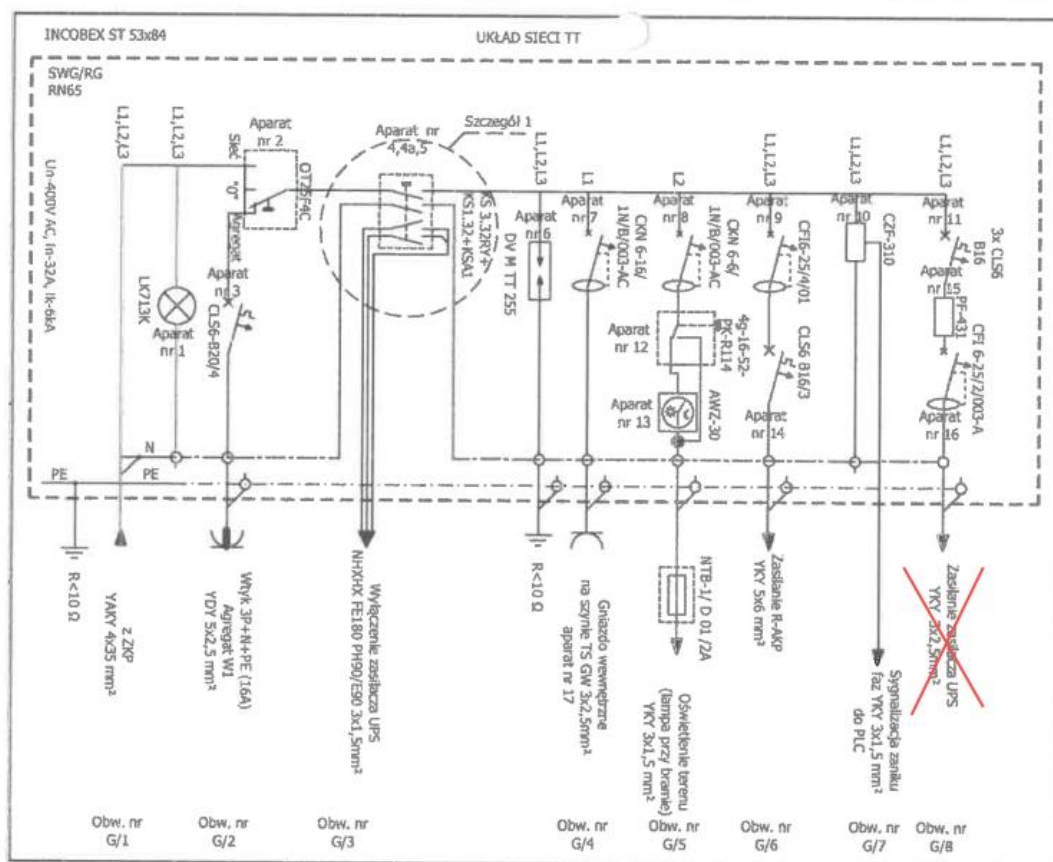 INCOBEX ST 53x84
UKŁAD SIECI TT
SWG/RG
RN65
Un-400V AC, In-32A, Ik-6kA
L1,L2,L3
L1,L2,L3
Sieć
"0"
Agregat
Aparat
nr 2
OT25F4C
Aparat nr
4,4a,5
Szczegół 1
KS 3.32RY+
KS1.32+KSA1
LK713K
Aparat
nr 1
Aparat
nr 3
CLS6-B20/4
L1,L2,L3
Aparat
nr 6
DV M TT 255
L1
Aparat
nr 7
CKN 6-16/
1N/B/003-AC
L2
Aparat
nr 8
CKN 6-6/
1N/B/003-AC
Aparat
nr 12
4g-16-52-
PK-R114
Aparat
nr 13
AWZ-30
L1,L2,L3
Aparat
nr 9
CFI6-25/4/01
CLS6 B16/3
Aparat
nr 14
L1,L2,L3
Aparat
nr 10
CZF-310
L1,L2,L3
Aparat
nr 11
3x CLS6
B16
Aparat
nr 15
PF-431
CFI 6-25/2/003-A
Aparat
nr 16
N
PE
PE
R<10 Ω
z ZKP
YAKY 4x35 mm²
Wtyk 3P+N+PE (16A)
Agregat W1
YDY 5x2,5 mm²
Wyłączenie zasilacza UPS
NHXHX FE180 PH90/E90 3x1,5mm²
R<10 Ω
Gniazdo wewnętrzne
na szynie TS GW 3x2,5mm²
aparat nr 17
NTB-1/ D 01 /2A
Oświetlenie terenu
(lampa przy bramie)
YKY 3x1,5 mm²
Zasilanie R-AKP
YKY 5x6 mm²
Sygnalizacja zaniku
faz YKY 3x1,5 mm²
do PLC
Zasilanie zasilacza UPS
YKY 3x2,5mm²
Obw. nr
G/1
Obw. nr
G/2
Obw. nr
G/3
Obw. nr
G/4
Obw. nr
G/5
Obw. nr
G/6
Obw. nr
G/7
Obw. nr
G/8